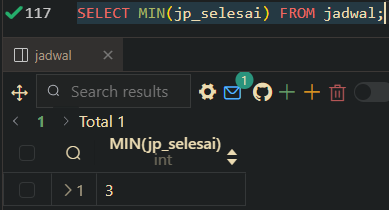 117 SELECT MIN(jp_selesai) FROM jadwal;
jadwal
Search results
1
1 Total 1
MIN(jp_selesai)
int
1 3